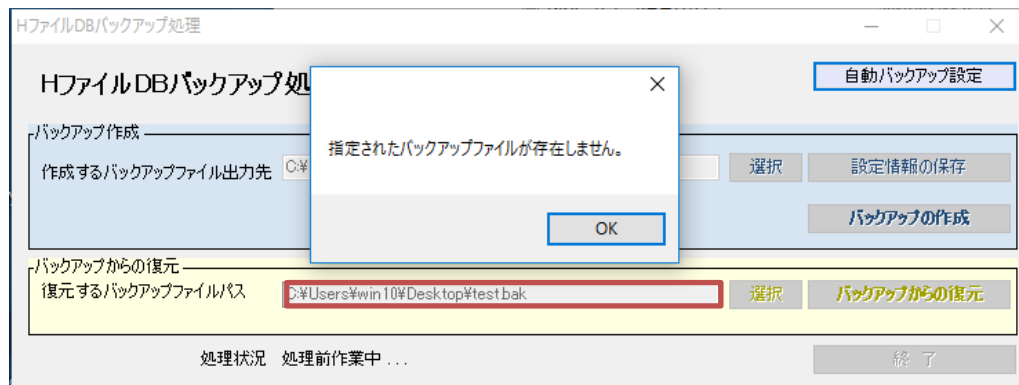 HファイルDBバックアップ処理
HファイルDBバックアップ処
自動バックアップ設定
バックアップ作成
作成するバックアップファイル出力先
C:¥
選択
設定情報の保存
バックアップの作成
指定されたバックアップファイルが存在しません。
OK
バックアップからの復元
復元するバックアップファイルパス
C:¥Users¥win10¥Desktop¥test.bak
選択
バックアップからの復元
処理状況 処理前作業中 ...
終 了